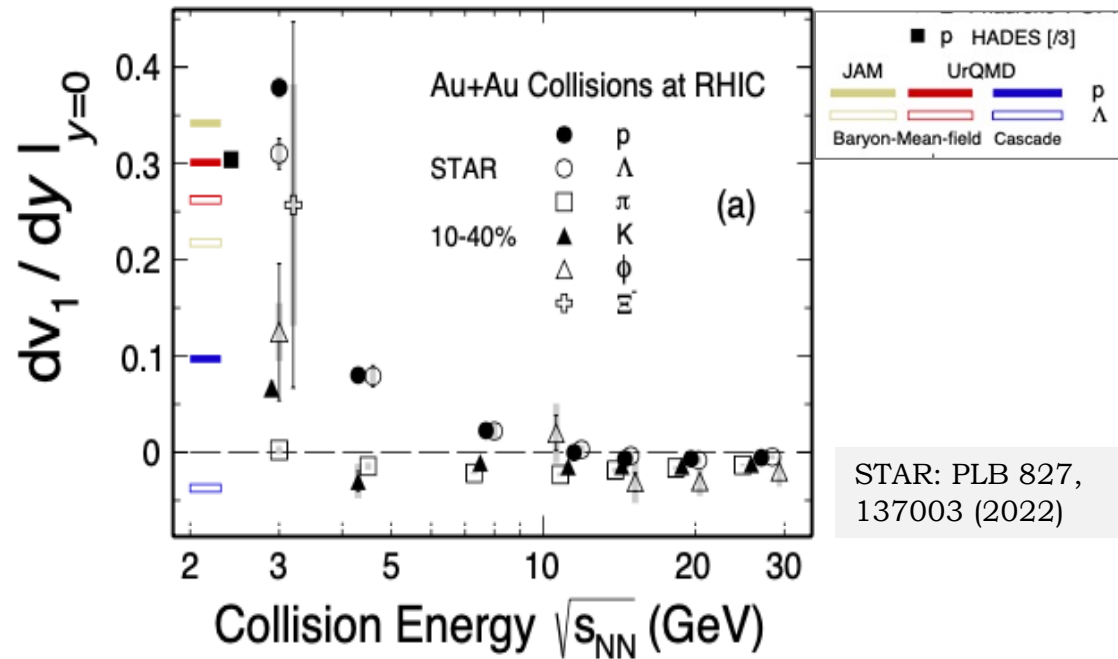 dv₁ / dy |y=0
0.4
0.3
0.2
0.1
0
2
3
4
5
10
20
30
Collision Energy √sNN (GeV)
Au+Au Collisions at RHIC
p
STAR Λ
π
10-40% K
ϕ
Ξ⁻
(a)
p HADES [/3]
JAM UrQMD
p
Λ
Baryon-Mean-field Cascade
STAR: PLB 827,
137003 (2022)